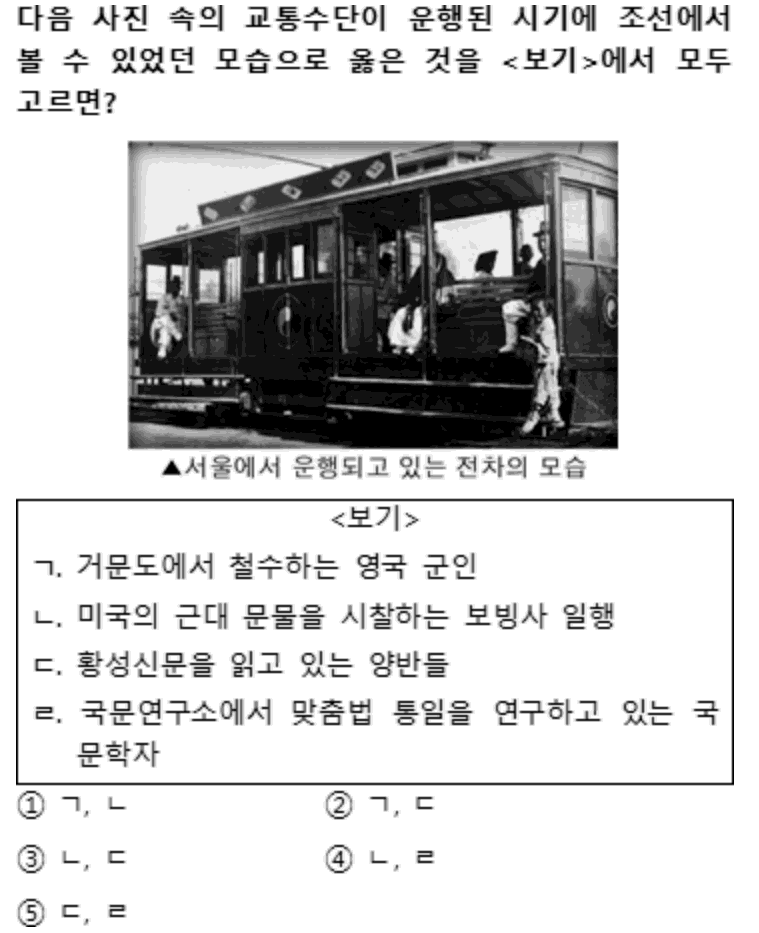 다음 사진 속의 교통수단이 운행된 시기에 조선에서
볼 수 있었던 모습으로 옳은 것을 <보기>에서 모두
고르면?
▲서울에서 운행되고 있는 전차의 모습
<보기>
ㄱ. 거문도에서 철수하는 영국 군인
ㄴ. 미국의 근대 문물을 시찰하는 보빙사 일행
ㄷ. 황성신문을 읽고 있는 양반들
ㄹ. 국문연구소에서 맞춤법 통일을 연구하고 있는 국
문학자
① ㄱ, ㄴ
② ㄱ, ㄷ
③ ㄴ, ㄷ
④ ㄴ, ㄹ
⑤ ㄷ, ㄹ